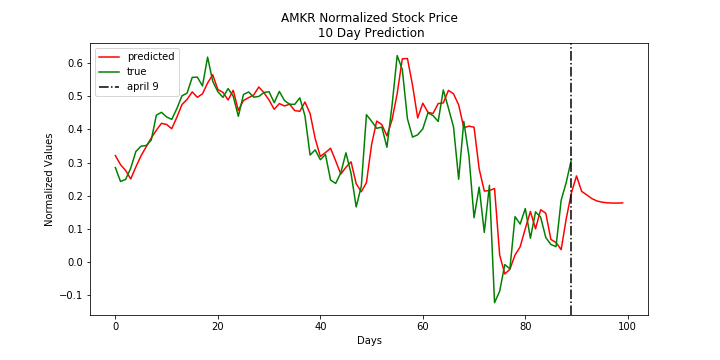 AMKR Normalized Stock Price
10 Day Prediction
predicted
true
april 9
Normalized Values
0.6
0.5
0.4
0.3
0.2
0.1
0.0
−0.1
0
20
40
60
80
100
Days